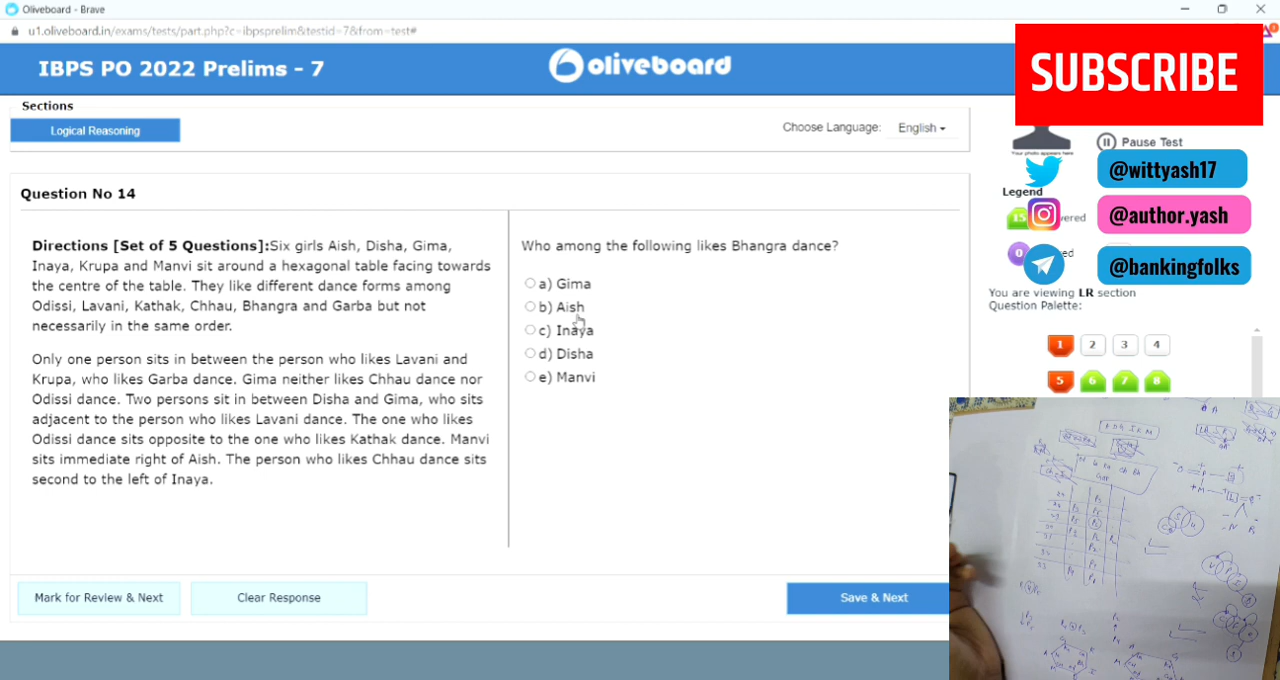 Oliveboard - Brave
u1.oliveboard.in/exams/tests/part.php?c=ibpsprelim&testid=7&from=test#
IBPS PO 2022 Prelims - 7
oliveboard
SUBSCRIBE
Sections
Logical Reasoning
Choose Language: English
Your photo appears here
Pause Test
@wittyash17
Legend
15 vered
@author.yash
0 ed
@bankingfolks
You are viewing LR section
Question Palette:
1 2 3 4
5 6 7 8
Question No 14
Directions [Set of 5 Questions]:Six girls Aish, Disha, Gima,
Inaya, Krupa and Manvi sit around a hexagonal table facing towards
the centre of the table. They like different dance forms among
Odissi, Lavani, Kathak, Chhau, Bhangra and Garba but not
necessarily in the same order.
Only one person sits in between the person who likes Lavani and
Krupa, who likes Garba dance. Gima neither likes Chhau dance nor
Odissi dance. Two persons sit in between Disha and Gima, who sits
adjacent to the person who likes Lavani dance. The one who likes
Odissi dance sits opposite to the one who likes Kathak dance. Manvi
sits immediate right of Aish. The person who likes Chhau dance sits
second to the left of Inaya.
Who among the following likes Bhangra dance?
a) Gima
b) Aish
c) Inaya
d) Disha
e) Manvi
Mark for Review & Next
Clear Response
Save & Next